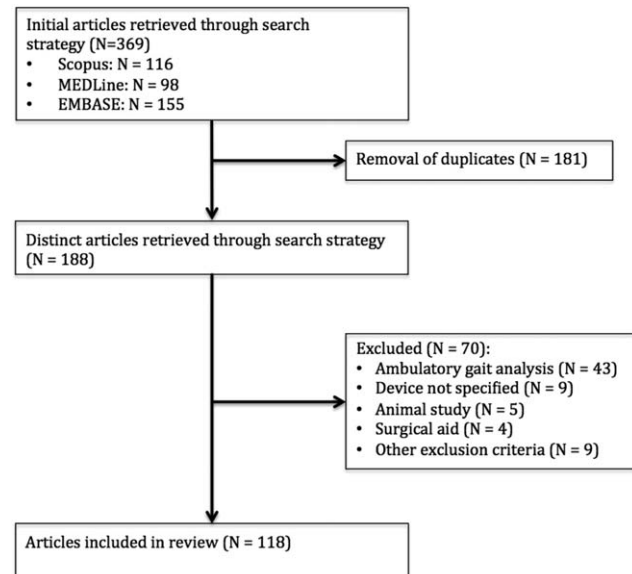 Initial articles retrieved through search
strategy (N=369)
• Scopus: N = 116
• MEDLine: N = 98
• EMBASE: N = 155
Removal of duplicates (N = 181)
Distinct articles retrieved through search strategy
(N = 188)
Excluded (N = 70):
• Ambulatory gait analysis (N = 43)
• Device not specified (N = 9)
• Animal study (N = 5)
• Surgical aid (N = 4)
• Other exclusion criteria (N = 9)
Articles included in review (N = 118)